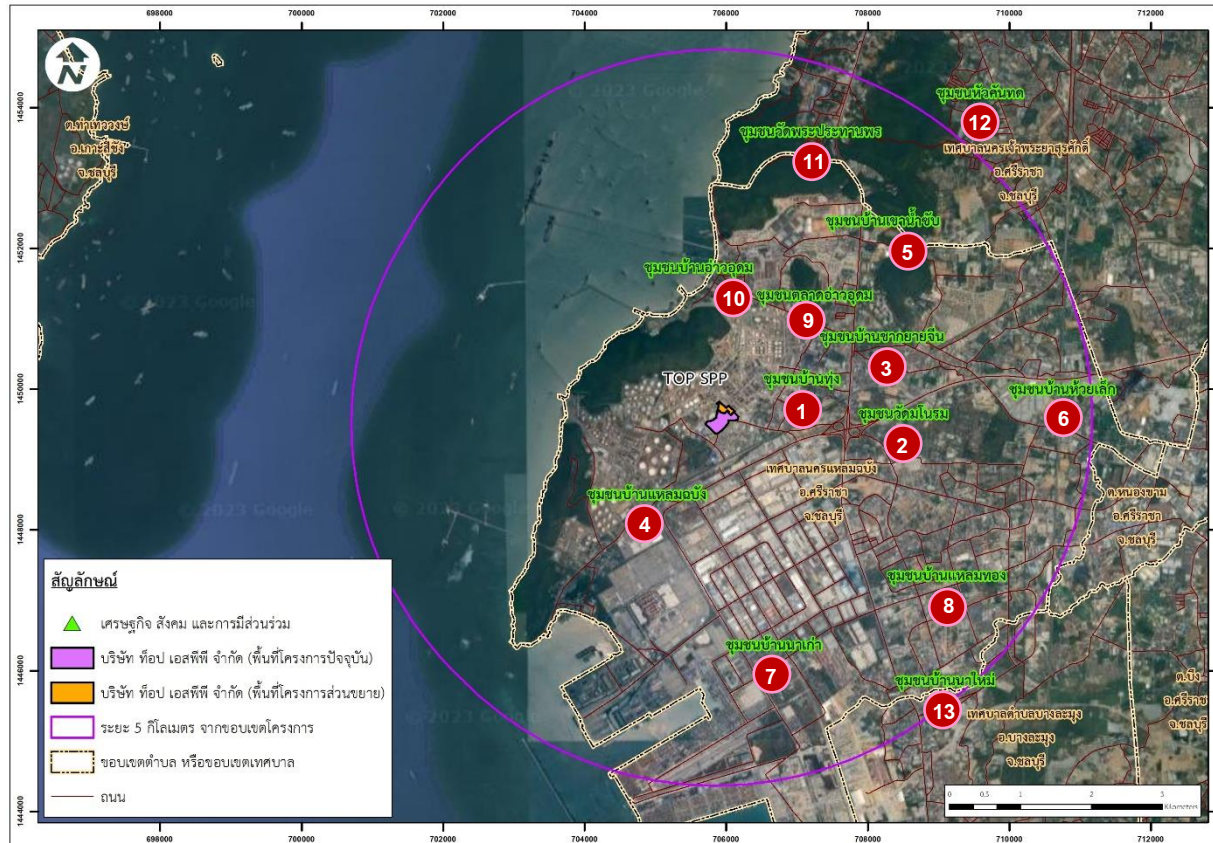 698000 700000 702000 704000 706000 708000 710000 712000
1454000
1452000
1450000
1448000
1446000
1444000
N
ต.ท่าเทววงษ์
อ.เกาะสีชัง
จ.ชลบุรี
© 2023 Google
ชุมชนหัวคันทด
12
เทศบาลนครเจ้าพระยาสุรศักดิ์
อ.ศรีราชา
จ.ชลบุรี
ชุมชนวัดพระประทานพร
11
ชุมชนบ้านเขาน้ำซับ
5
ชุมชนบ้านอ่าวอุดม
10
ชุมชนตลาดอ่าวอุดม
9
ชุมชนบ้านชากยายจีน
3
TOP SPP
ชุมชนบ้านทุ่ง
1
ชุมชนบ้านห้วยเล็ก
6
ชุมชนวัดมโนรม
2
เทศบาลนครแหลมฉบัง
อ.ศรีราชา
จ.ชลบุรี
ชุมชนบ้านแหลมฉบัง
4
ต.หนองขาม
อ.ศรีราชา
จ.ชลบุรี
ชุมชนบ้านแหลมทอง
8
ชุมชนบ้านนาเก่า
7
ชุมชนบ้านนาใหม่
13
เทศบาลตำบลบางละมุง
อ.บางละมุง
จ.ชลบุรี
ต.บึง
อ.ศรีราชา
จ.ชลบุรี
สัญลักษณ์
เศรษฐกิจ สังคม และการมีส่วนร่วม
บริษัท ท็อป เอสพีพี จำกัด (พื้นที่โครงการปัจจุบัน)
บริษัท ท็อป เอสพีพี จำกัด (พื้นที่โครงการส่วนขยาย)
ระยะ 5 กิโลเมตร จากขอบเขตโครงการ
ขอบเขตตำบล หรือขอบเขตเทศบาล
ถนน
0 0.5 1 2 3
Kilometers
698000 700000 702000 704000 706000 708000 710000 712000